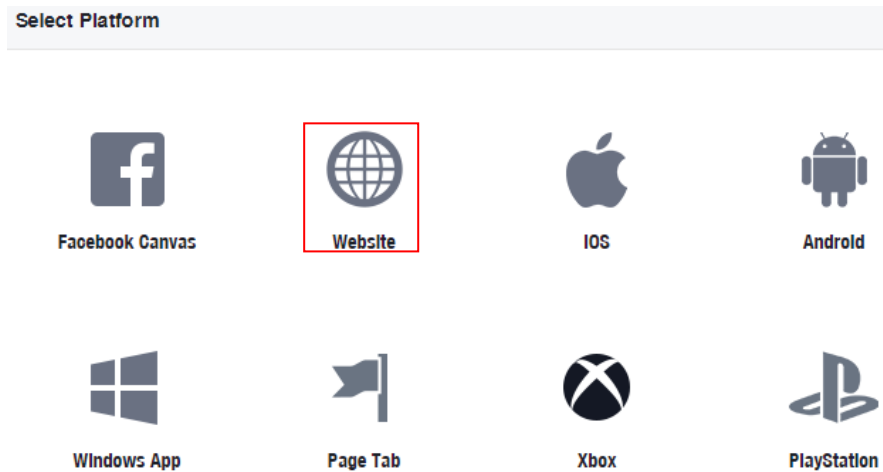 Select Platform
Facebook Canvas
Website
iOS
Android
Windows App
Page Tab
Xbox
PlayStation